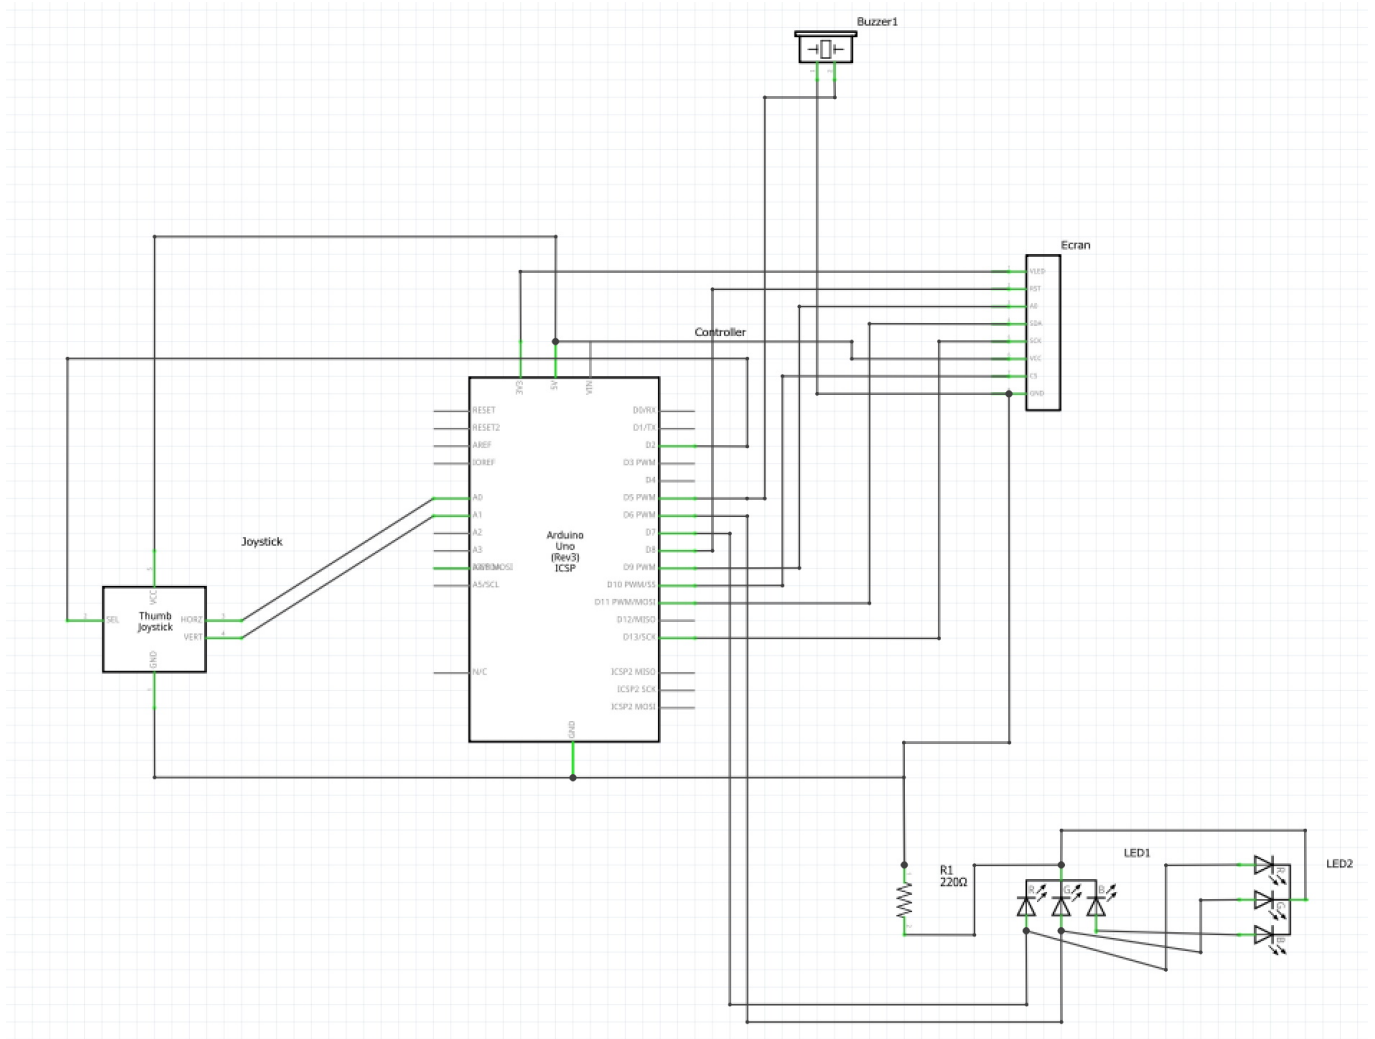 Buzzer1
Ecran
VLED
RST
A0
SDA
SCK
VCC
CS
GND
Controller
3V3
5V
VIN
RESET
RESET2
AREF
IOREF
A0
A1
A2
A3
A5/SCL
N/C
D0/RX
D1/TX
D2
D3 PWM
D4
D5 PWM
D6 PWM
D7
D8
D9 PWM
D10 PWM/SS
D11 PWM/MOSI
D12/MISO
D13/SCK
ICSP2 MISO
ICSP2 SCK
ICSP2 MOSI
GND
Arduino
Uno
(Rev3)
ICSP
Joystick
VCC
SEL
Thumb
Joystick
HORZ
VERT
GND
R1
220Ω
LED1
R
G
B
LED2
R
G
B